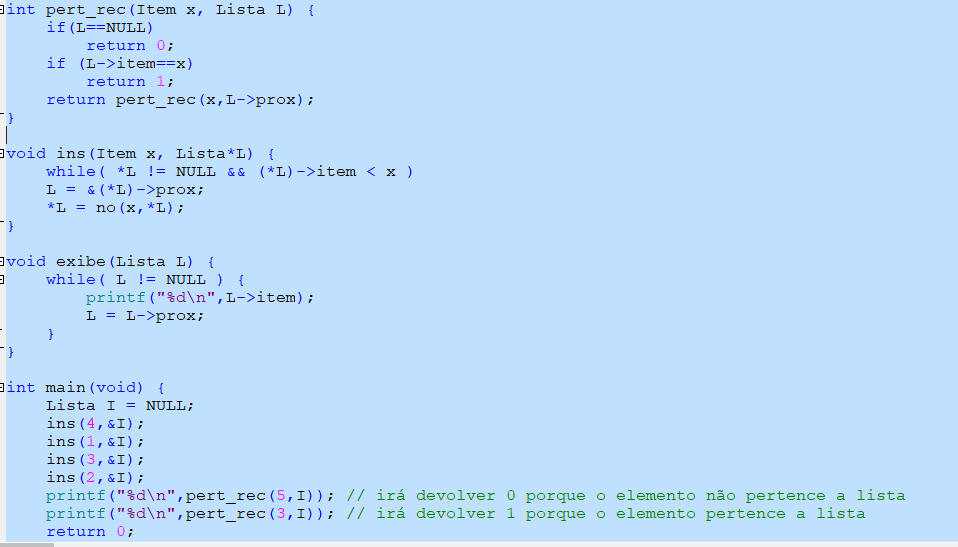 int pert_rec(Item x, Lista L) {
    if(L==NULL)
        return 0;
    if (L->item==x)
        return 1;
    return pert_rec(x,L->prox);
}

void ins(Item x, Lista*L) {
    while( *L != NULL && (*L)->item < x )
    L = &(*L)->prox;
    *L = no(x,*L);
}

void exibe(Lista L) {
    while( L != NULL ) {
        printf("%d\n",L->item);
        L = L->prox;
    }
}

int main(void) {
    Lista I = NULL;
    ins(4,&I);
    ins(1,&I);
    ins(3,&I);
    ins(2,&I);
    printf("%d\n",pert_rec(5,I)); // irá devolver 0 porque o elemento não pertence a lista
    printf("%d\n",pert_rec(3,I)); // irá devolver 1 porque o elemento pertence a lista
    return 0;